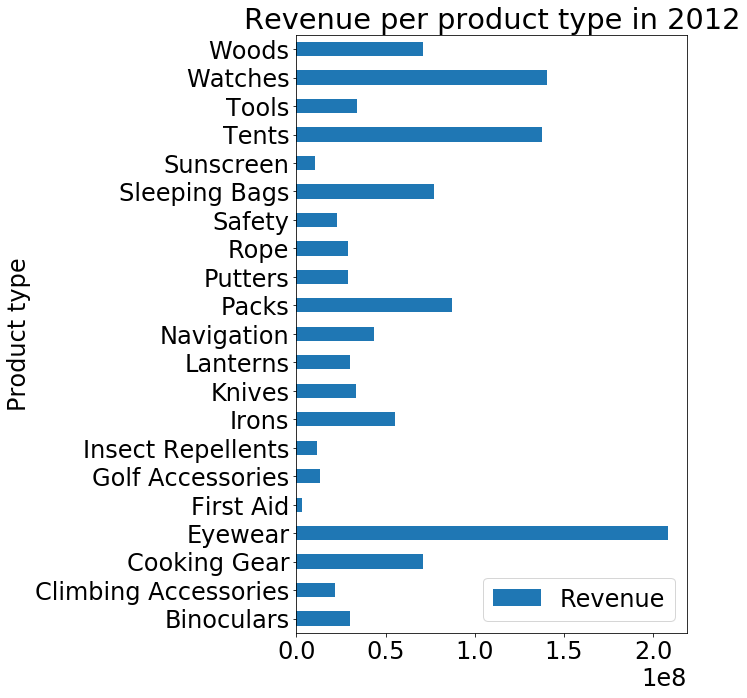 Revenue per product type in 2012
Product type
Woods
Watches
Tools
Tents
Sunscreen
Sleeping Bags
Safety
Rope
Putters
Packs
Navigation
Lanterns
Knives
Irons
Insect Repellents
Golf Accessories
First Aid
Eyewear
Cooking Gear
Climbing Accessories
Binoculars
Revenue
0.0 0.5 1.0 1.5 2.0
1e8